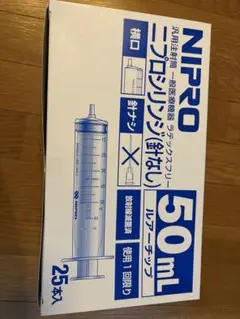 NIPRO
汎用注射筒 一般医療機器 ラテックスフリー
ニプロシリンジ(針なし)
横口
針ナシ
50mL
ルアーチップ
放射線滅菌済
使用1回限り
25本入